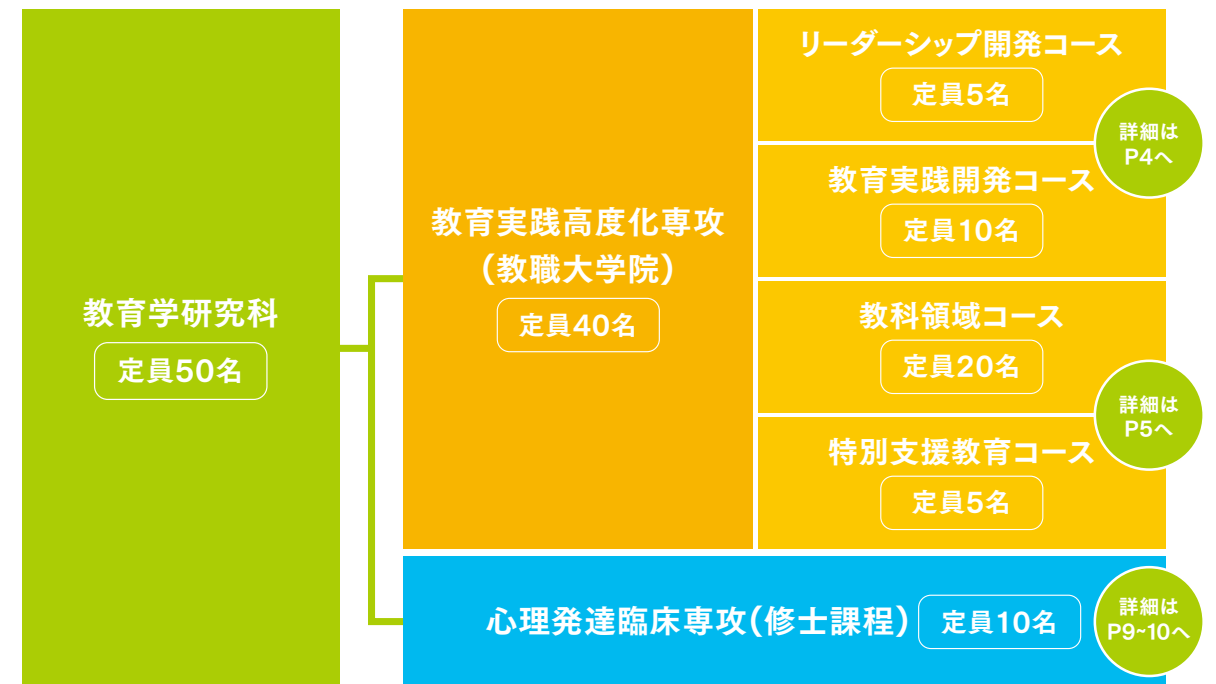 教育学研究科
定員50名
教育実践高度化専攻
(教職大学院)
定員40名
リーダーシップ開発コース
定員5名
教育実践開発コース
定員10名
詳細は
P4へ
教科領域コース
定員20名
特別支援教育コース
定員5名
詳細は
P5へ
心理発達臨床専攻(修士課程)
定員10名
詳細は
P9~10へ